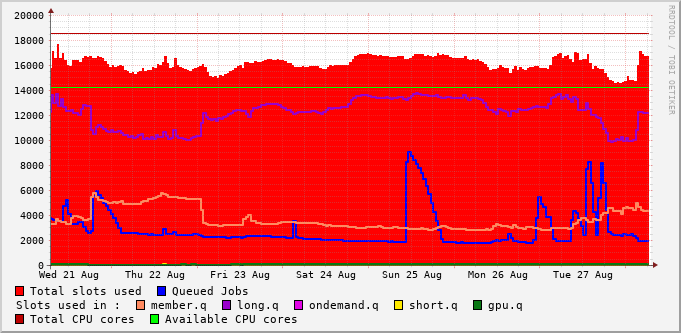 20000
18000
16000
14000
12000
10000
8000
6000
4000
2000
0
Wed 21 Aug Thu 22 Aug Fri 23 Aug Sat 24 Aug Sun 25 Aug Mon 26 Aug Tue 27 Aug
Total slots used Queued Jobs
Slots used in : member.q long.q ondemand.q short.q gpu.q
Total CPU cores Available CPU cores
RRDTOOL / TOBI OETIKER